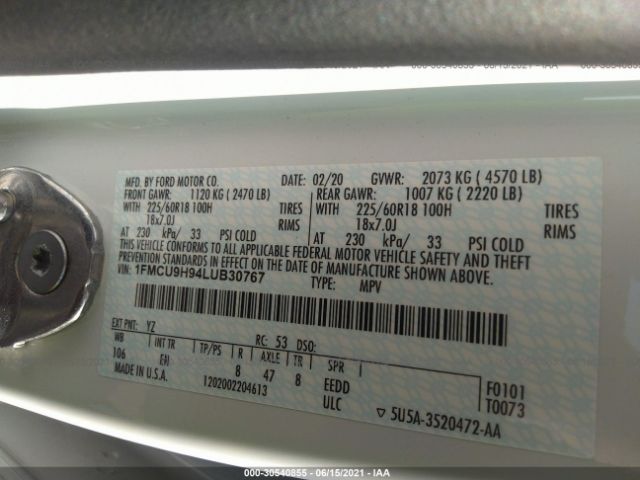 MFD. BY FORD MOTOR CO.
DATE: 02/20 GVWR: 2073 KG ( 4570 LB)
FRONT GAWR: 1120 KG ( 2470 LB) REAR GAWR: 1007 KG ( 2220 LB)
WITH 225/60R18 100H TIRES WITH 225/60R18 100H TIRES
18x7.0J RIMS 18x7.0J RIMS
AT 230 kPa/ 33 PSI COLD AT 230 kPa/ 33 PSI COLD
THIS VEHICLE CONFORMS TO ALL APPLICABLE FEDERAL MOTOR VEHICLE SAFETY AND THEFT
PREVENTION STANDARDS IN EFFECT ON THE DATE OF MANUFACTURE SHOWN ABOVE.
VIN: 1FMCU9H94LUB30767
TYPE: MPV
EXT PNT: YZ RC: 53 DSO:
WB INT TR TP/PS R AXLE TR SPR
106 EN 8 47 8 EEDD
F0101
MADE IN U.S.A. 1202002204613 ULC
T0073
5U5A-3520472-AA
000-30540855 - 06/15/2021 - IAA